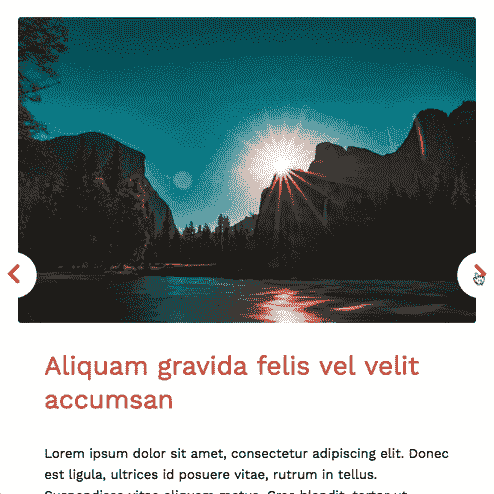 Aliquam gravida felis vel velit
accumsan
Lorem ipsum dolor sit amet, consectetur adipiscing elit. Donec
est ligula, ultrices id posuere vitae, rutrum in tellus.